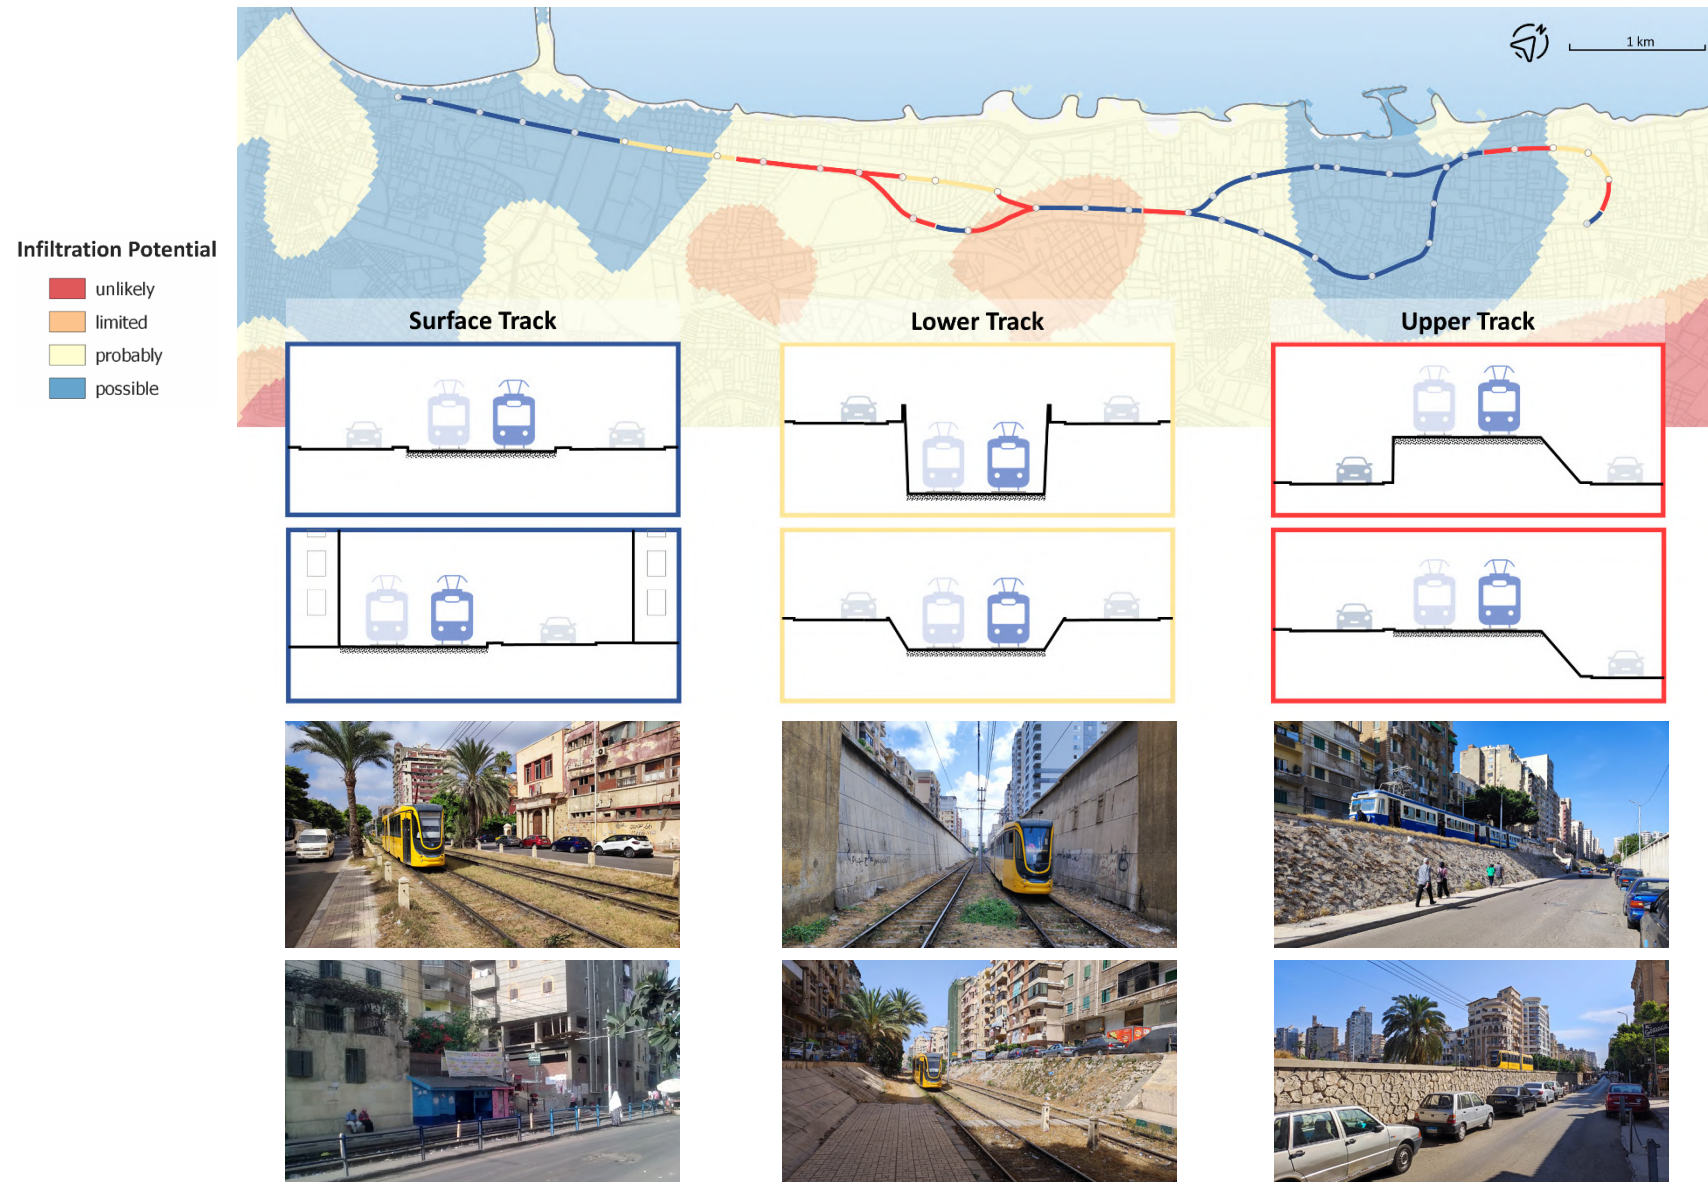 N
1 km
Infiltration Potential
unlikely
limited
probably
possible
Surface Track
Lower Track
Upper Track